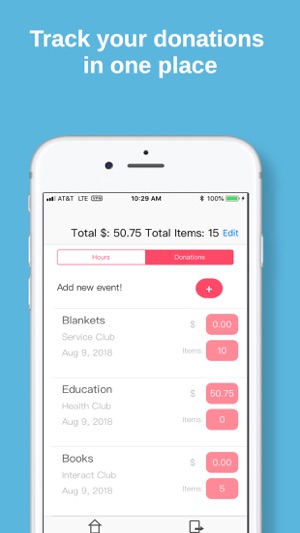 Track your donations
in one place
AT&T LTE VPN 10:29 AM 100%
Total $: 50.75 Total Items: 15 Edit
Hours Donations
Add new event! +
Blankets $ 0.00
Service Club
Aug 9, 2018 Items 10
Education $ 50.75
Health Club
Aug 9, 2018 Items 0
Books $ 0.00
Interact Club
Aug 9, 2018 Items 5